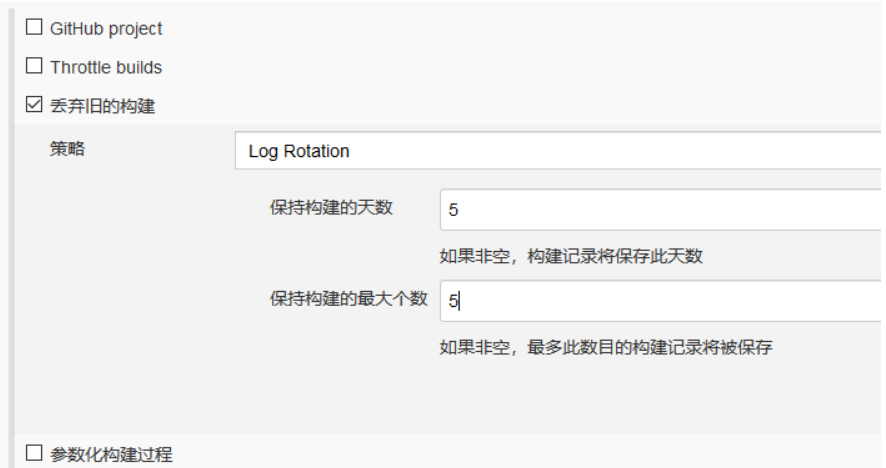 GitHub project
Throttle builds
丢弃旧的构建
策略 Log Rotation
保持构建的天数 5
如果非空，构建记录将保存此天数
保持构建的最大个数 5
如果非空，最多此数目的构建记录将被保存
参数化构建过程